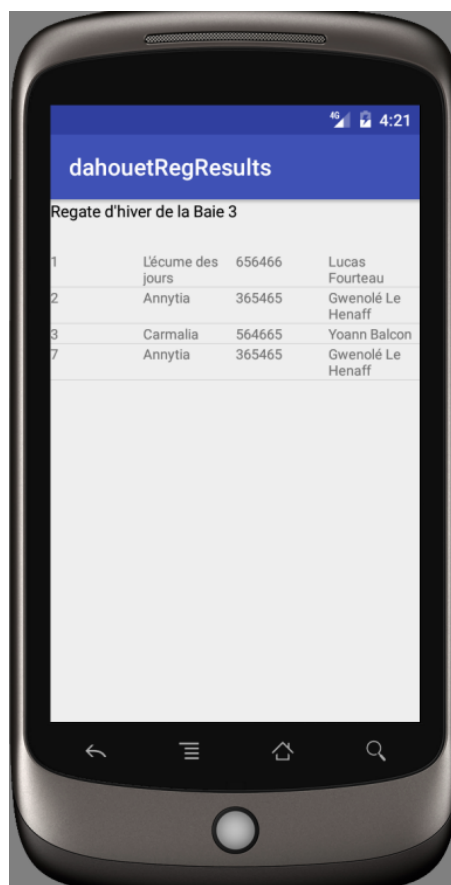 4G 4:21
dahouetRegResults
Regate d'hiver de la Baie 3
1 L'écume des jours 656466 Lucas Fourteau
2 Annytia 365465 Gwenolé Le Henaff
3 Carmalia 564665 Yoann Balcon
7 Annytia 365465 Gwenolé Le Henaff